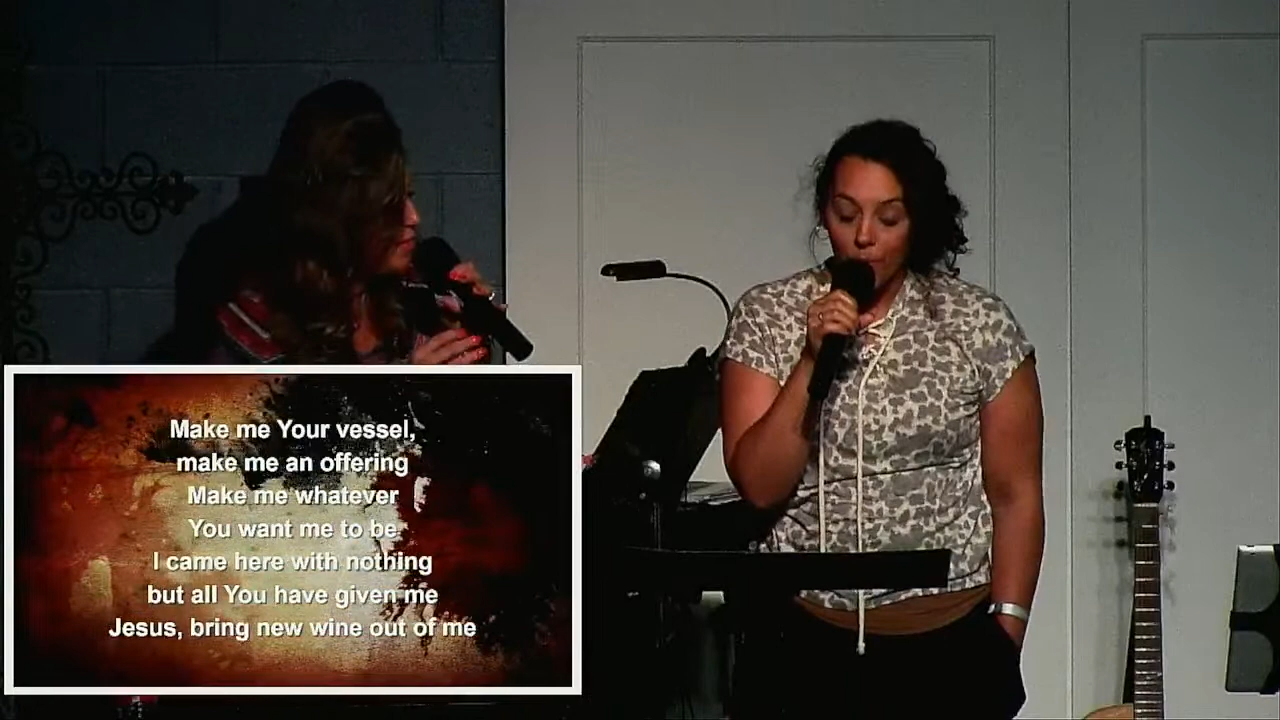 Make me Your vessel,
make me an offering
Make me whatever
You want me to be
I came here with nothing
but all You have given me
Jesus, bring new wine out of me